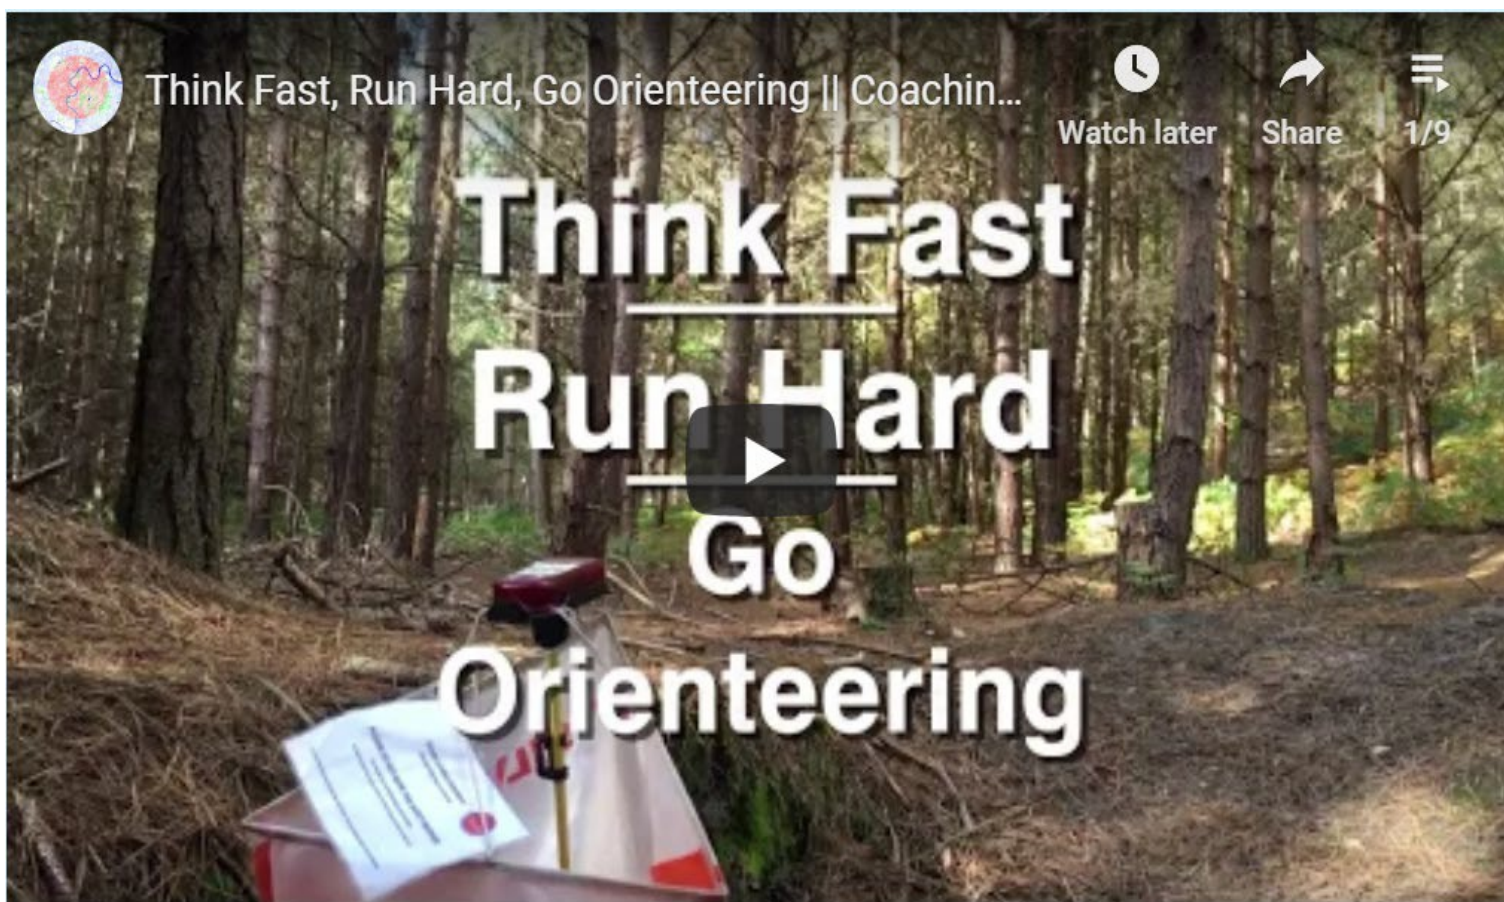 Think Fast, Run Hard, Go Orienteering || Coachin...
Watch later
Share
1/9
Think Fast
Run Hard
Go
Orienteering